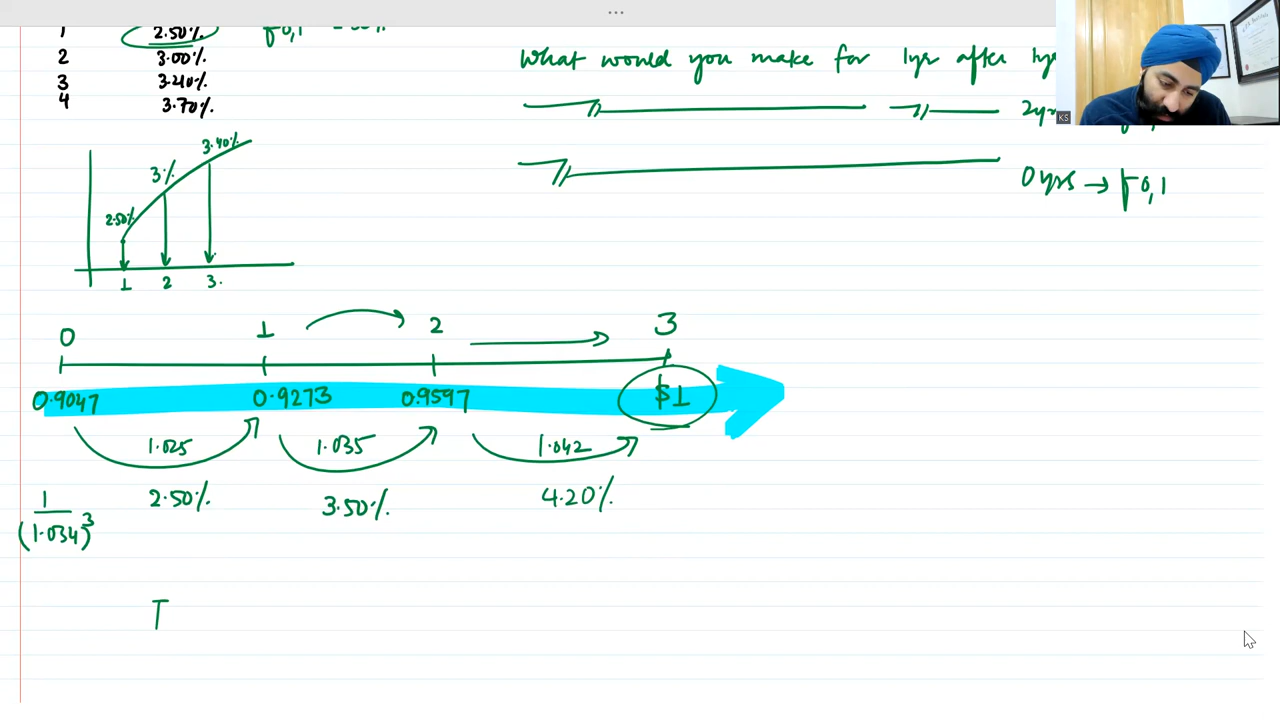 1 2.50%
2 3.00%
3 3.40%
4 3.70%
What would you make for 1yr after 1yr
2yr
0 yrs → f0,1
2.50% 3% 3.40%
1 2 3.
0 1 2 3
0.9047 0.9273 0.9597 $1
1.025 1.035 1.042
2.50% 3.50% 4.20%
1
(1.034)3
KS